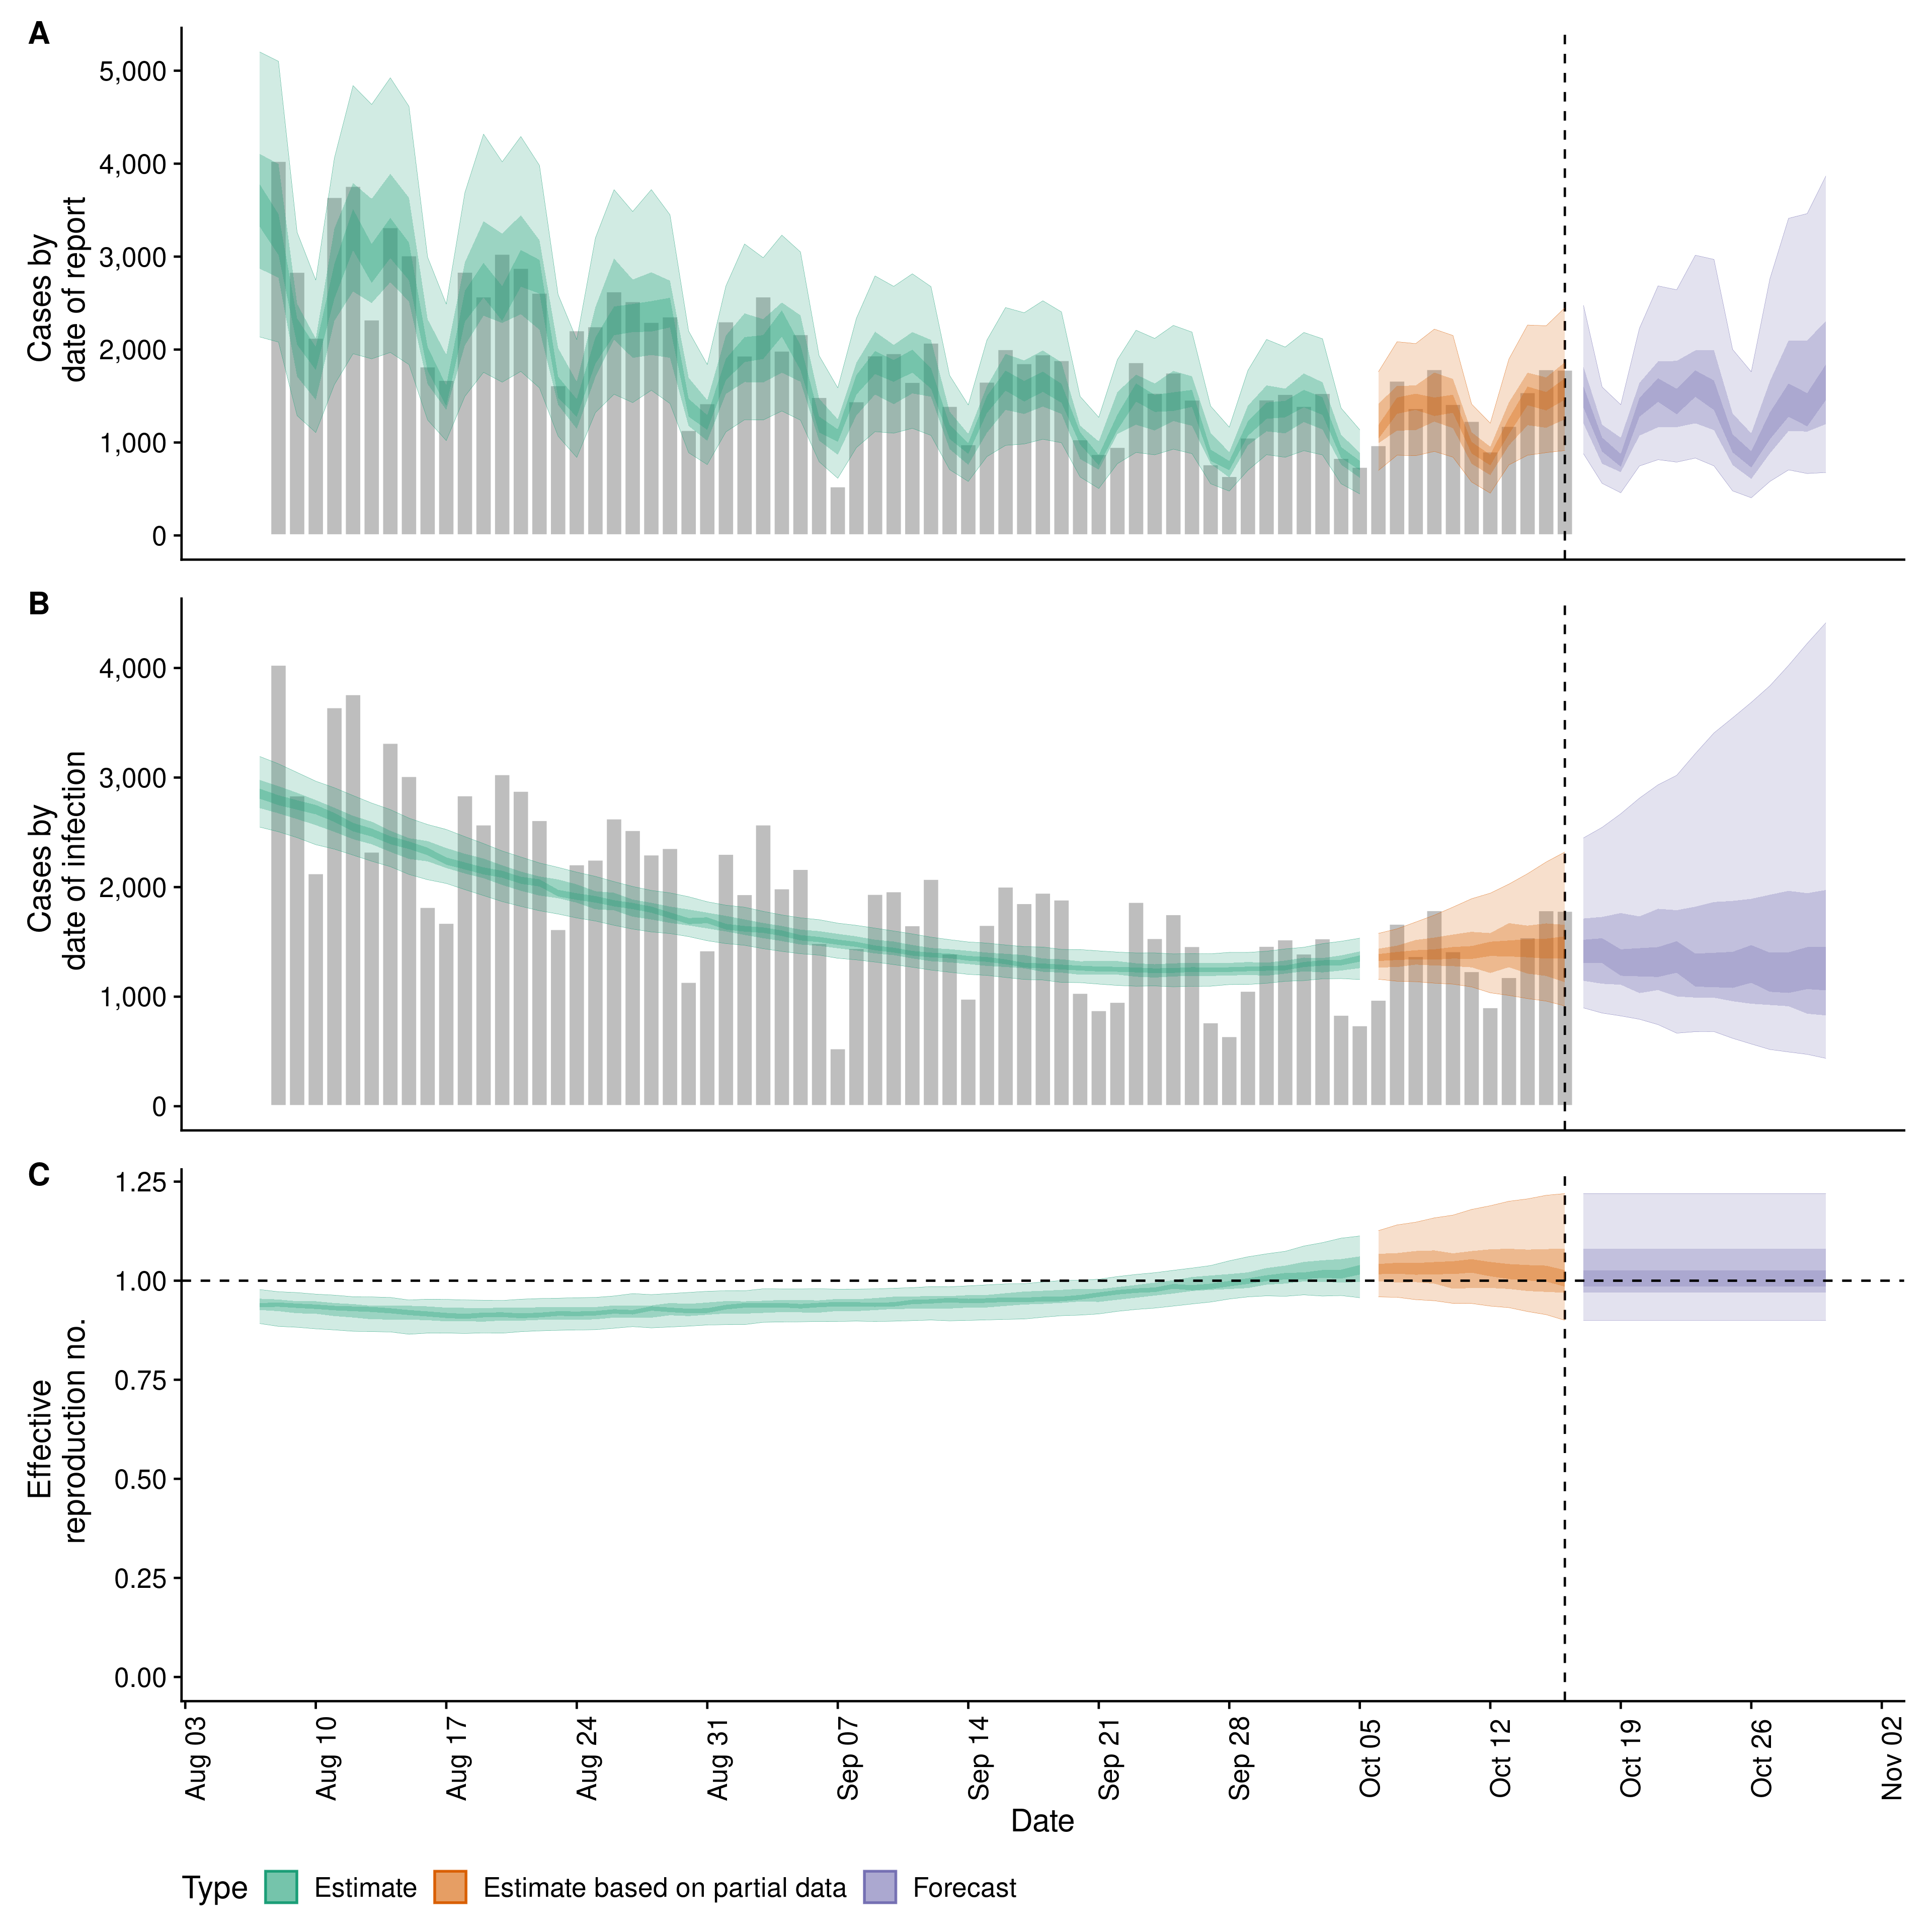 A
5,000
4,000
3,000
2,000
1,000
0
Cases by
date of report
B
4,000
3,000
2,000
1,000
0
Cases by
date of infection
C
1.25
1.00
0.75
0.50
0.25
0.00
Effective
reproduction no.
Aug 03
Aug 10
Aug 17
Aug 24
Aug 31
Sep 07
Sep 14
Sep 21
Sep 28
Oct 05
Oct 12
Oct 19
Oct 26
Nov 02
Date
Type Estimate Estimate based on partial data Forecast